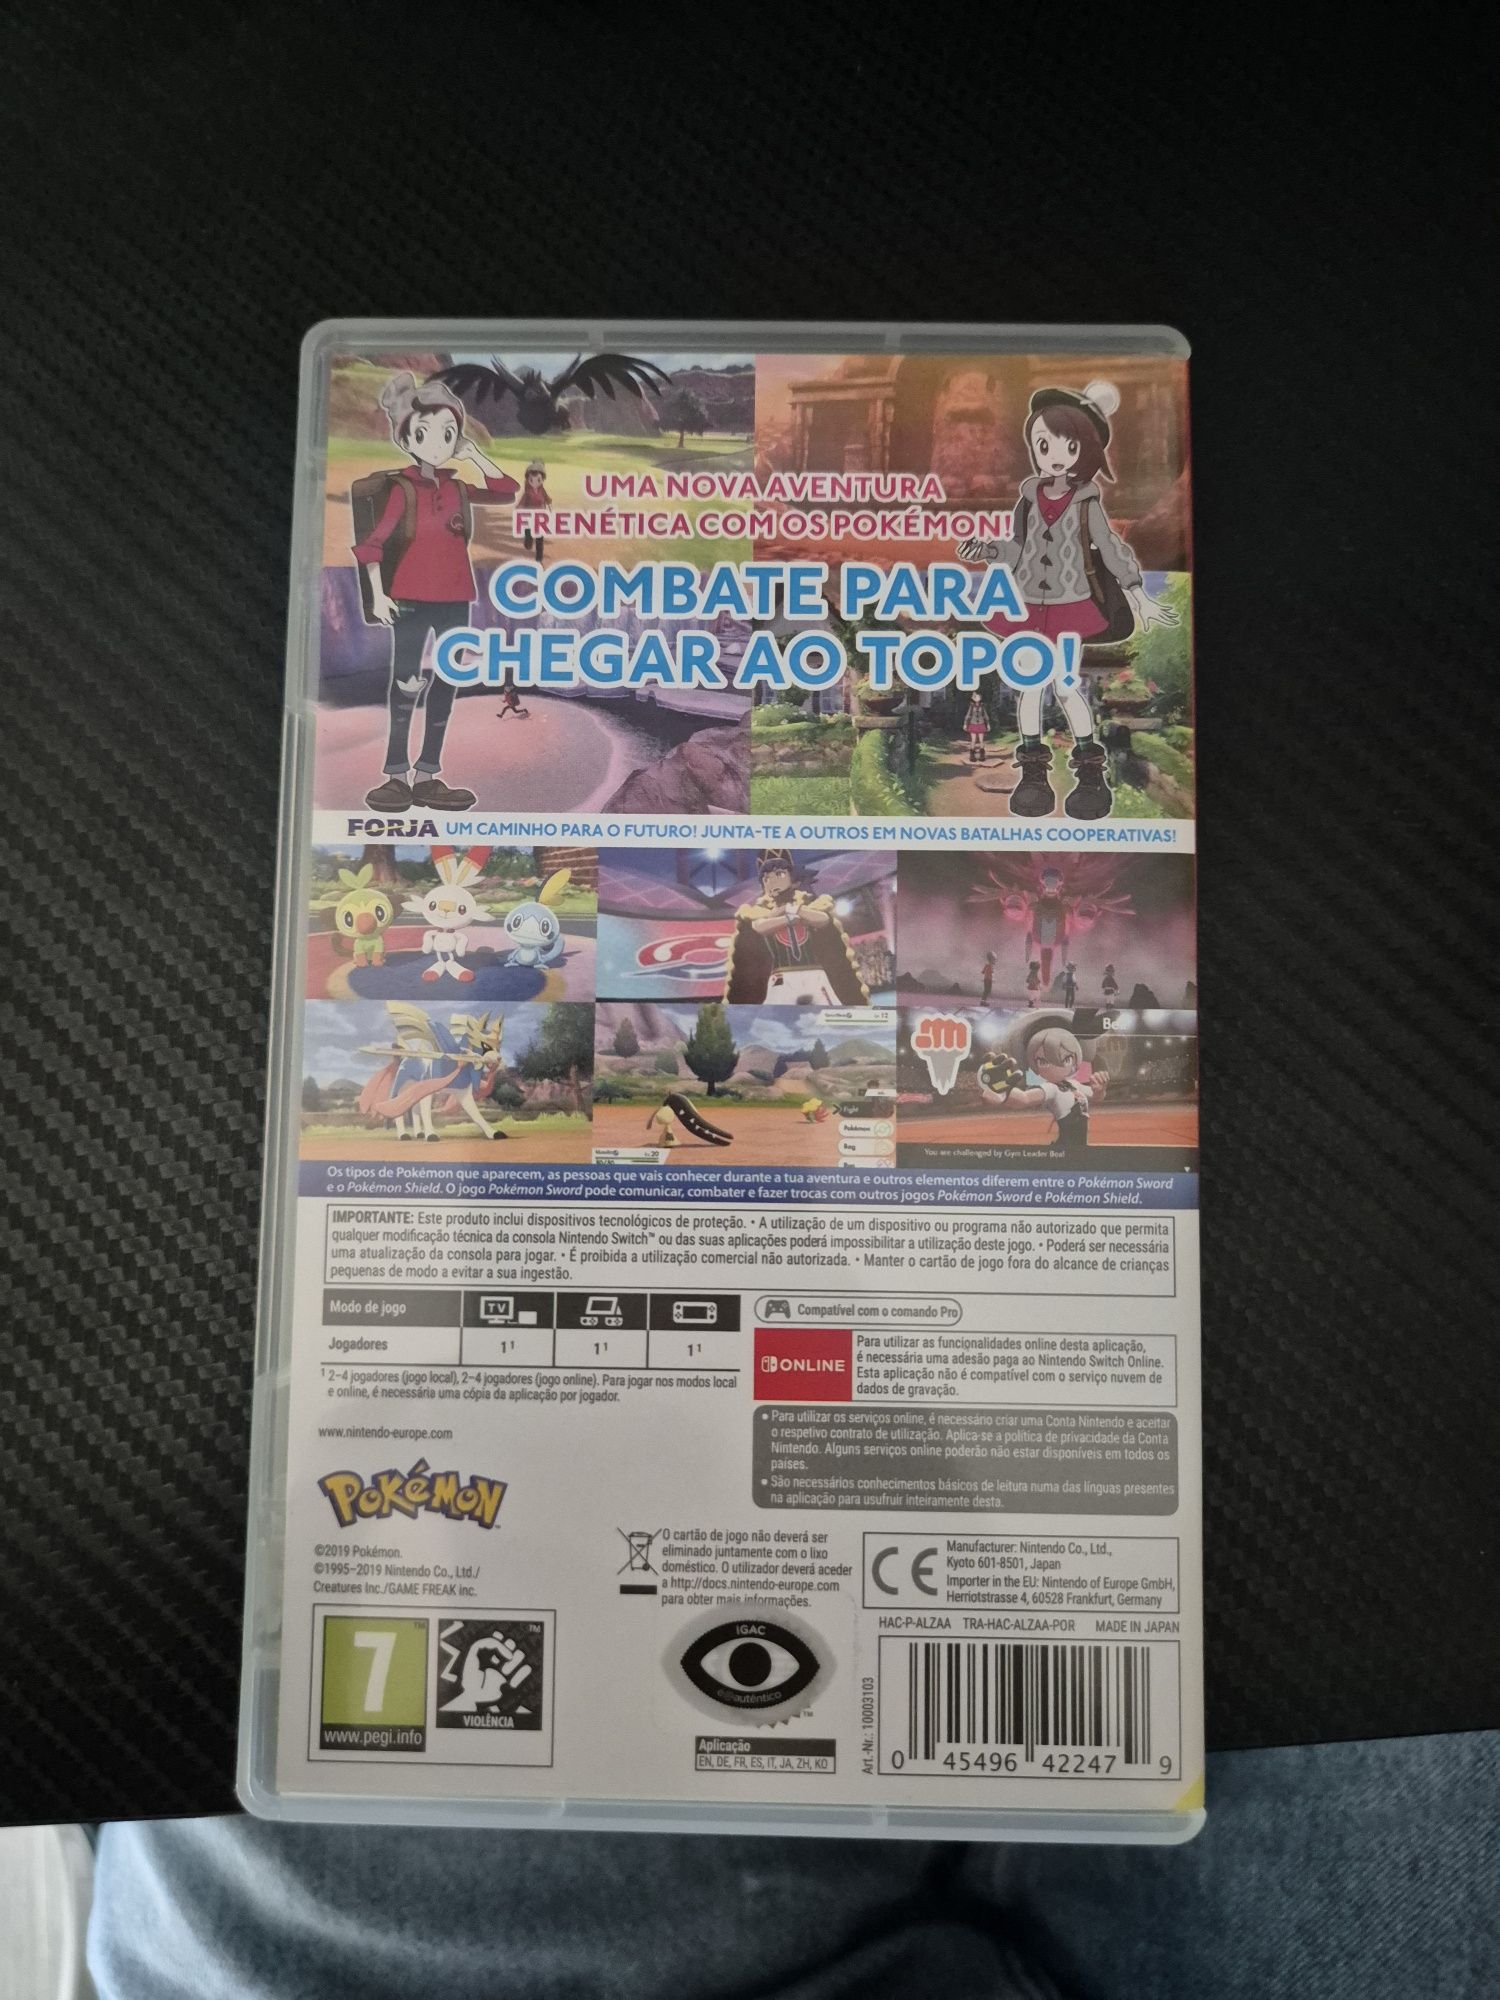 UMA NOVA AVENTURA
FRENÉTICA COM OS POKÉMON!
COMBATE PARA
CHEGAR AO TOPO!
FORJA UM CAMINHO PARA O FUTURO! JUNTA-TE A OUTROS EM NOVAS BATALHAS COOPERATIVAS!
Lv. 12
Fight
Pokémon
Bag
Lv. 20
You are challenged by Gym Leader Bea!
Os tipos de Pokémon que aparecem, as pessoas que vais conhecer durante a tua aventura e outros elementos diferem entre o Pokémon Sword
e o Pokémon Shield. O jogo Pokémon Sword pode comunicar, combater e fazer trocas com outros jogos Pokémon Sword e Pokémon Shield.
IMPORTANTE: Este produto inclui dispositivos tecnológicos de proteção. • A utilização de um dispositivo ou programa não autorizado que permita
qualquer modificação técnica da consola Nintendo Switch™ ou das suas aplicações poderá impossibilitar a utilização deste jogo. • Poderá ser necessária
uma atualização da consola para jogar. • É proibida a utilização comercial não autorizada. • Manter o cartão de jogo fora do alcance de crianças
pequenas de modo a evitar a sua ingestão.
Modo de jogo
TV
Jogadores
1¹ 1¹ 1¹
¹ 2–4 jogadores (jogo local), 2–4 jogadores (jogo online). Para jogar nos modos local
e online, é necessária uma cópia da aplicação por jogador.
Compatível com o comando Pro
ONLINE
Para utilizar as funcionalidades online desta aplicação,
é necessária uma adesão paga ao Nintendo Switch Online.
Esta aplicação não é compatível com o serviço nuvem de
dados de gravação.
• Para utilizar os serviços online, é necessário criar uma Conta Nintendo e aceitar
o respetivo contrato de utilização. Aplica-se a política de privacidade da Conta
Nintendo. Alguns serviços online poderão não estar disponíveis em todos os
países.
• São necessários conhecimentos básicos de leitura numa das línguas presentes
na aplicação para usufruir inteiramente desta.
www.nintendo-europe.com
POKéMON
©2019 Pokémon.
©1995–2019 Nintendo Co., Ltd./
Creatures Inc./GAME FREAK inc.
O cartão de jogo não deverá ser
eliminado juntamente com o lixo
doméstico. O utilizador deverá aceder
a http://docs.nintendo-europe.com
para obter mais informações.
CE
Manufacturer: Nintendo Co., Ltd.,
Kyoto 601-8501, Japan
Importer in the EU: Nintendo of Europe GmbH,
Herriotstrasse 4, 60528 Frankfurt, Germany
HAC-P-ALZAA TRA-HAC-ALZAA-POR MADE IN JAPAN
7
™
www.pegi.info
™
VIOLÊNCIA
IGAC
é autêntico
™
Aplicação
EN, DE, FR, ES, IT, JA, ZH, KO
Art.-Nr.: 10003103
0 45496 42247 9